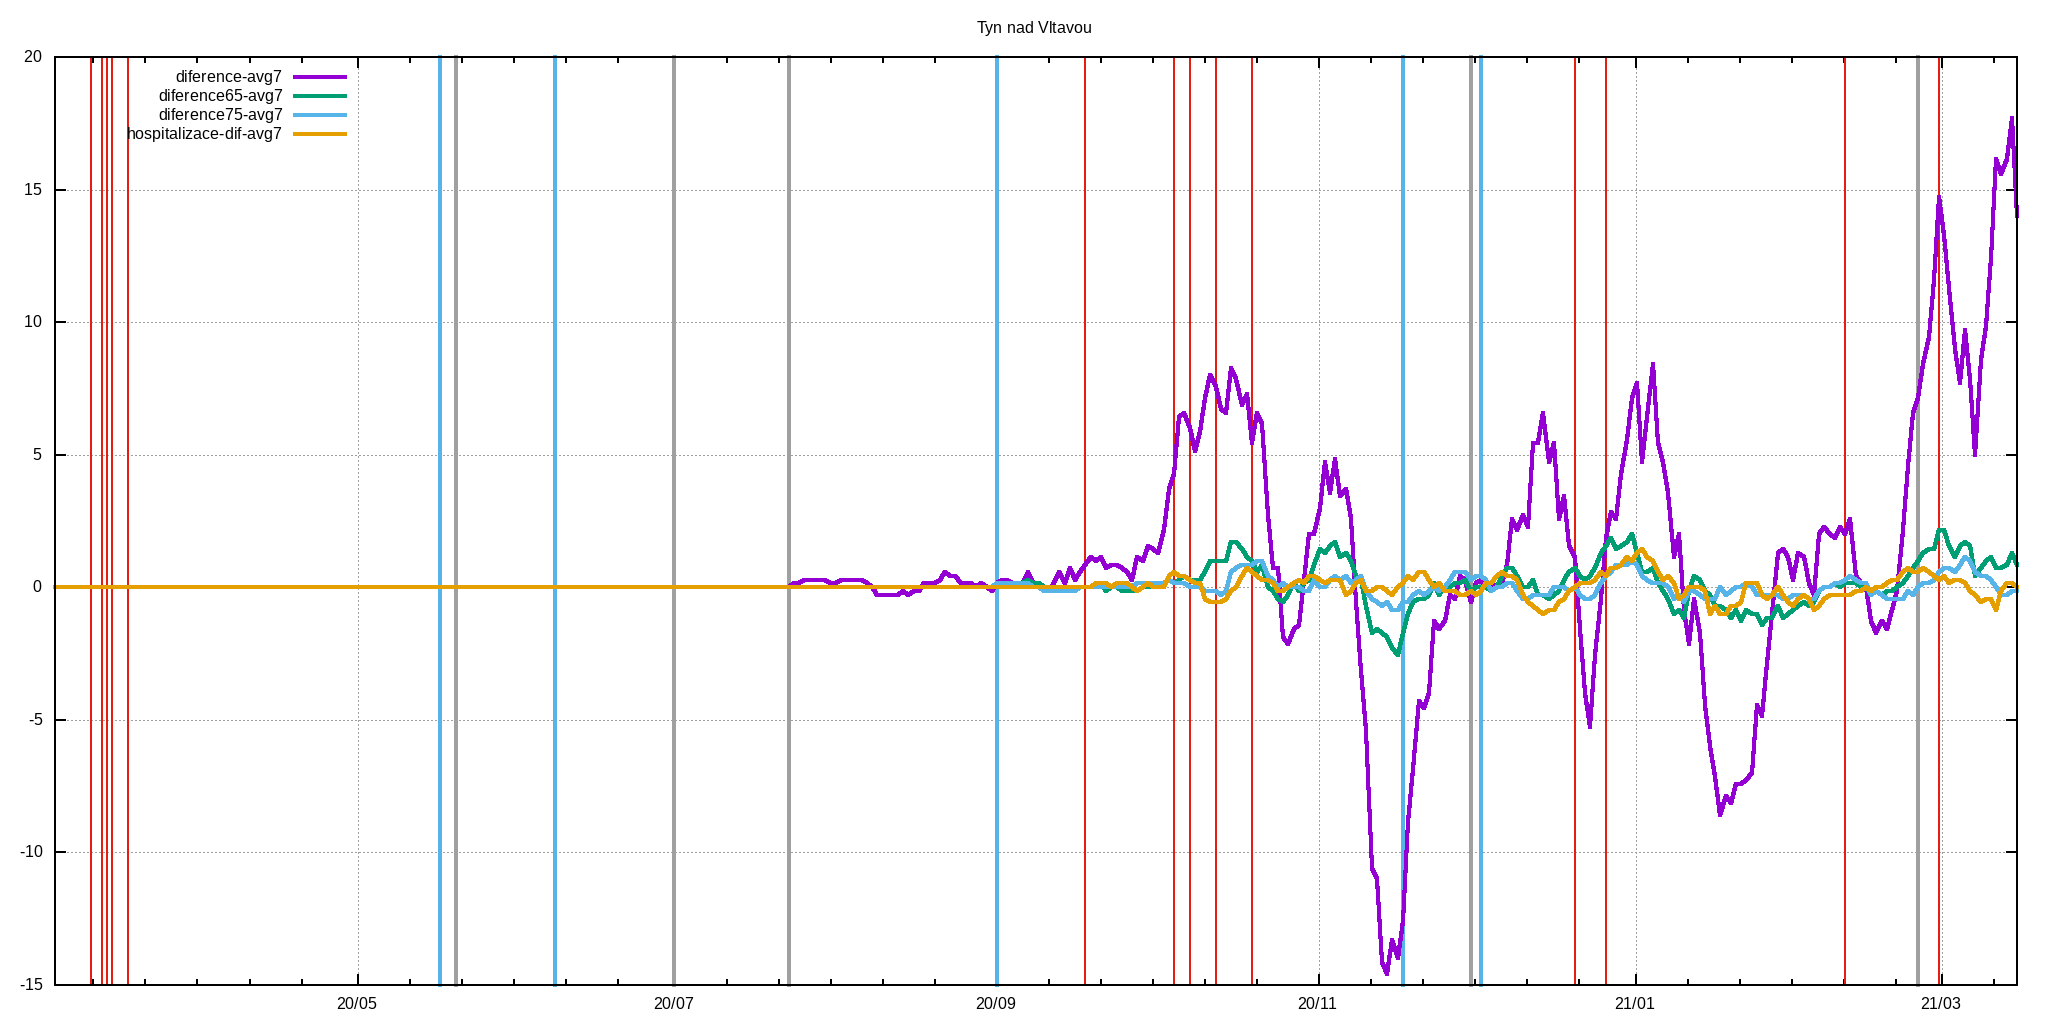 Tyn nad Vltavou
20
15
10
5
0
-5
-10
-15
diference-avg7
diference65-avg7
diference75-avg7
hospitalizace-dif-avg7
20/05
20/07
20/09
20/11
21/01
21/03